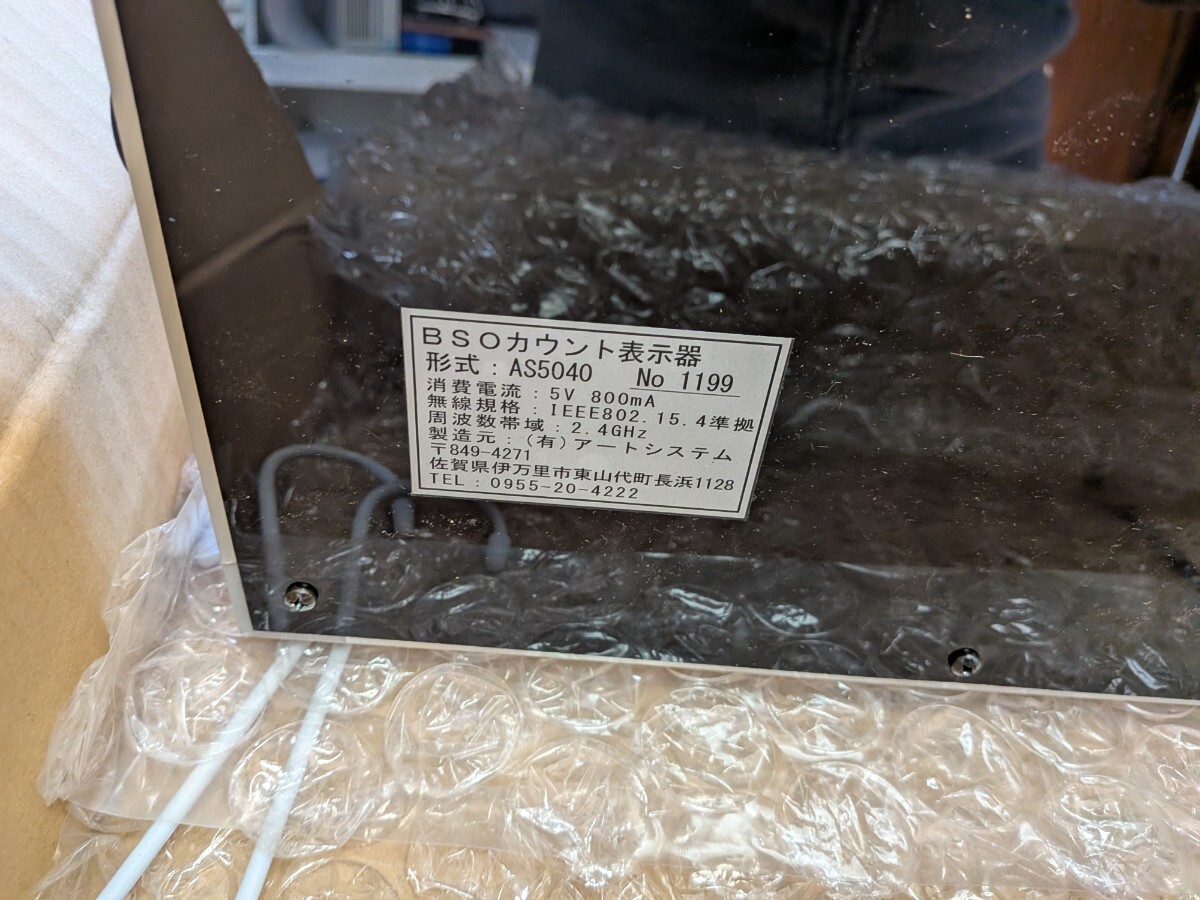 BSOカウント表示器
形式:AS5040 No 1199
消費電流:5V 800mA
無線規格:IEEE802.15.4準拠
周波数帯域:2.4GHz
製造元:(有)アートシステム
〒849-4271
佐賀県伊万里市東山代町長浜1128
TEL:0955-20-4222